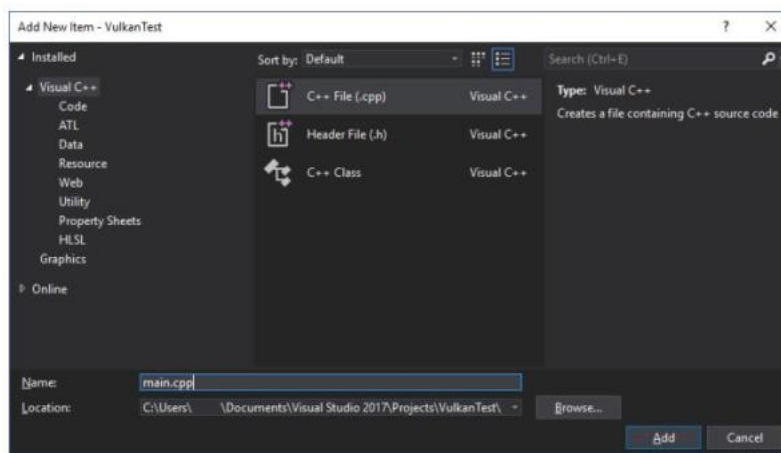 Add New Item - VulkanTest
? ×
Installed
Sort by: Default
Search (Ctrl+E)
Visual C++
Code
ATL
Data
Resource
Web
Utility
Property Sheets
HLSL
Graphics
Online
C++ File (.cpp) Visual C++
Header File (.h) Visual C++
C++ Class Visual C++
Type: Visual C++
Creates a file containing C++ source code
Name: main.cpp
Location: C:\Users\ \Documents\Visual Studio 2017\Projects\VulkanTest\
Browse...
Add Cancel